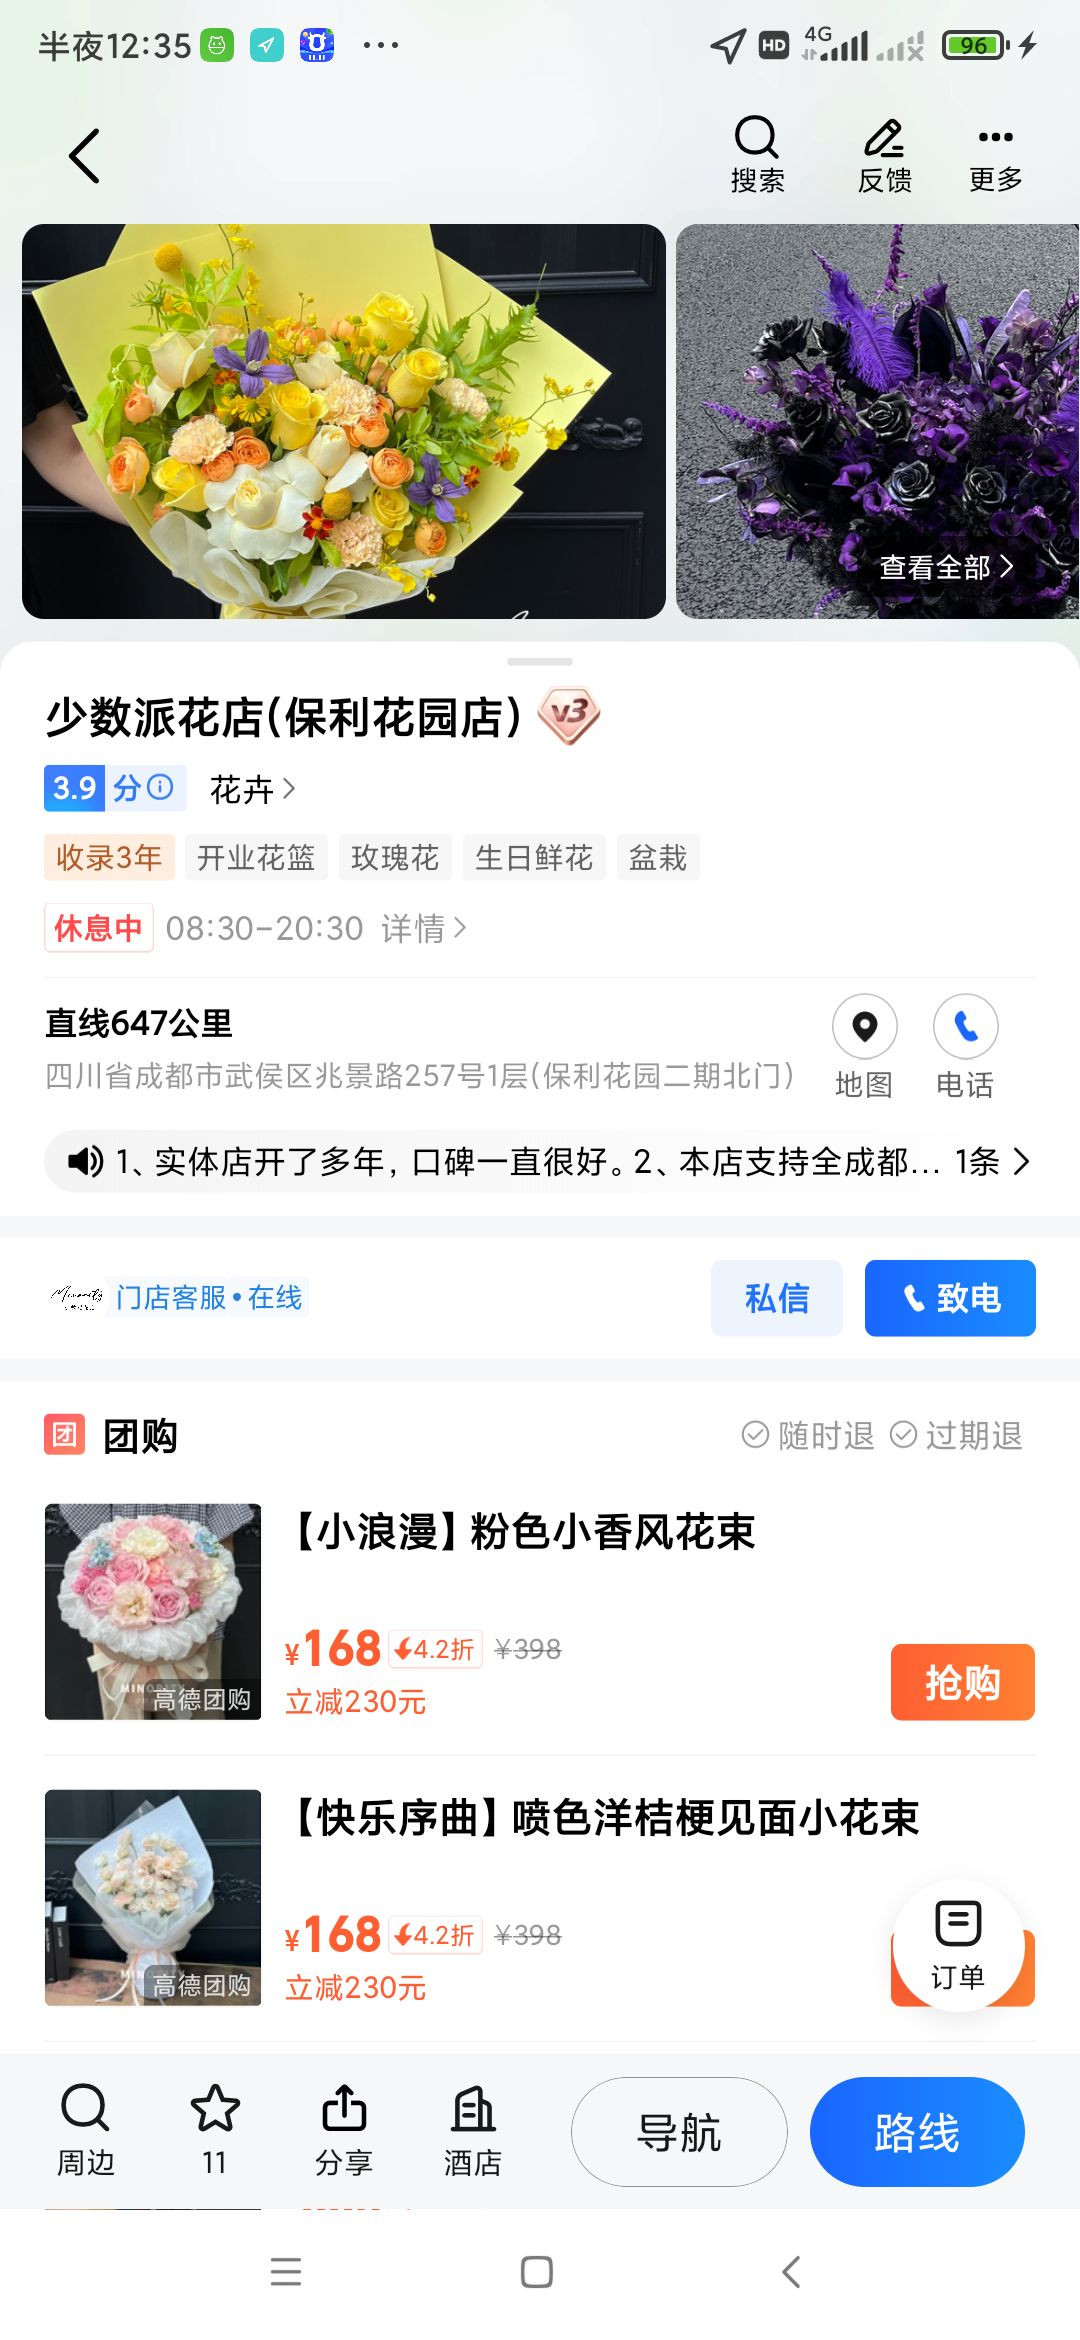 半夜12:35
HD 4G 96
搜索 反馈 更多
查看全部
少数派花店(保利花园店) v3
3.9 分 花卉
收录3年 开业花篮 玫瑰花 生日鲜花 盆栽
休息中 08:30-20:30 详情
直线647公里
四川省成都市武侯区兆景路257号1层(保利花园二期北门)
地图 电话
1、实体店开了多年，口碑一直很好。2、本店支持全成都... 1条
Minority 门店客服·在线 私信 致电
团 团购 随时退 过期退
【小浪漫】粉色小香风花束
¥168 4.2折 ¥398
立减230元
抢购
MINORITY
高德团购
【快乐序曲】喷色洋桔梗见面小花束
¥168 4.2折 ¥398
立减230元
高德团购
订单
周边 11 分享 酒店 导航 路线